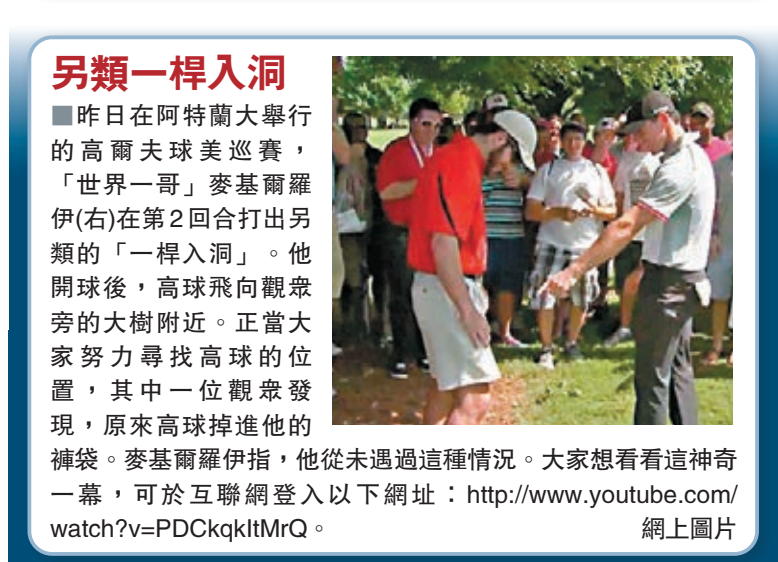 另類一桿入洞
■昨日在阿特蘭大舉行
的高爾夫球美巡賽，
「世界一哥」麥基爾羅
伊(右)在第2回合打出另
類的「一桿入洞」。他
開球後，高球飛向觀衆
旁的大樹附近。正當大
家努力尋找高球的位
置，其中一位觀衆發
現，原來高球掉進他的
褲袋。麥基爾羅伊指，他從未遇過這種情況。大家想看看這神奇
一幕，可於互聯網登入以下網址：http://www.youtube.com/
watch?v=PDCkqkItMrQ。 網上圖片